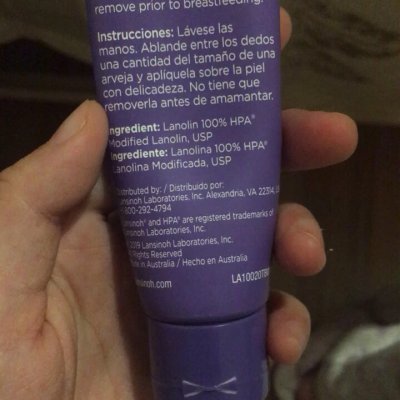 remove prior to breastfeeding.
Instrucciones: Lávese las
manos. Ablande entre los dedos
una cantidad del tamaño de una
arveja y aplíquela sobre la piel
con delicadeza. No tiene que
removerla antes de amamantar.
Ingredient: Lanolin 100% HPA®
Modified Lanolin, USP
Ingrediente: Lanolina 100% HPA®
Lanolina Modificada, USP
Distributed by: / Distribuido por:
Lansinoh Laboratories, Inc. Alexandria, VA 22314,
1-800-292-4794
Lansinoh® and HPA® are registered trademarks of
Lansinoh Laboratories, Inc.
© 2019 Lansinoh Laboratories, Inc.
All Rights Reserved
Made in Australia / Hecho en Australia